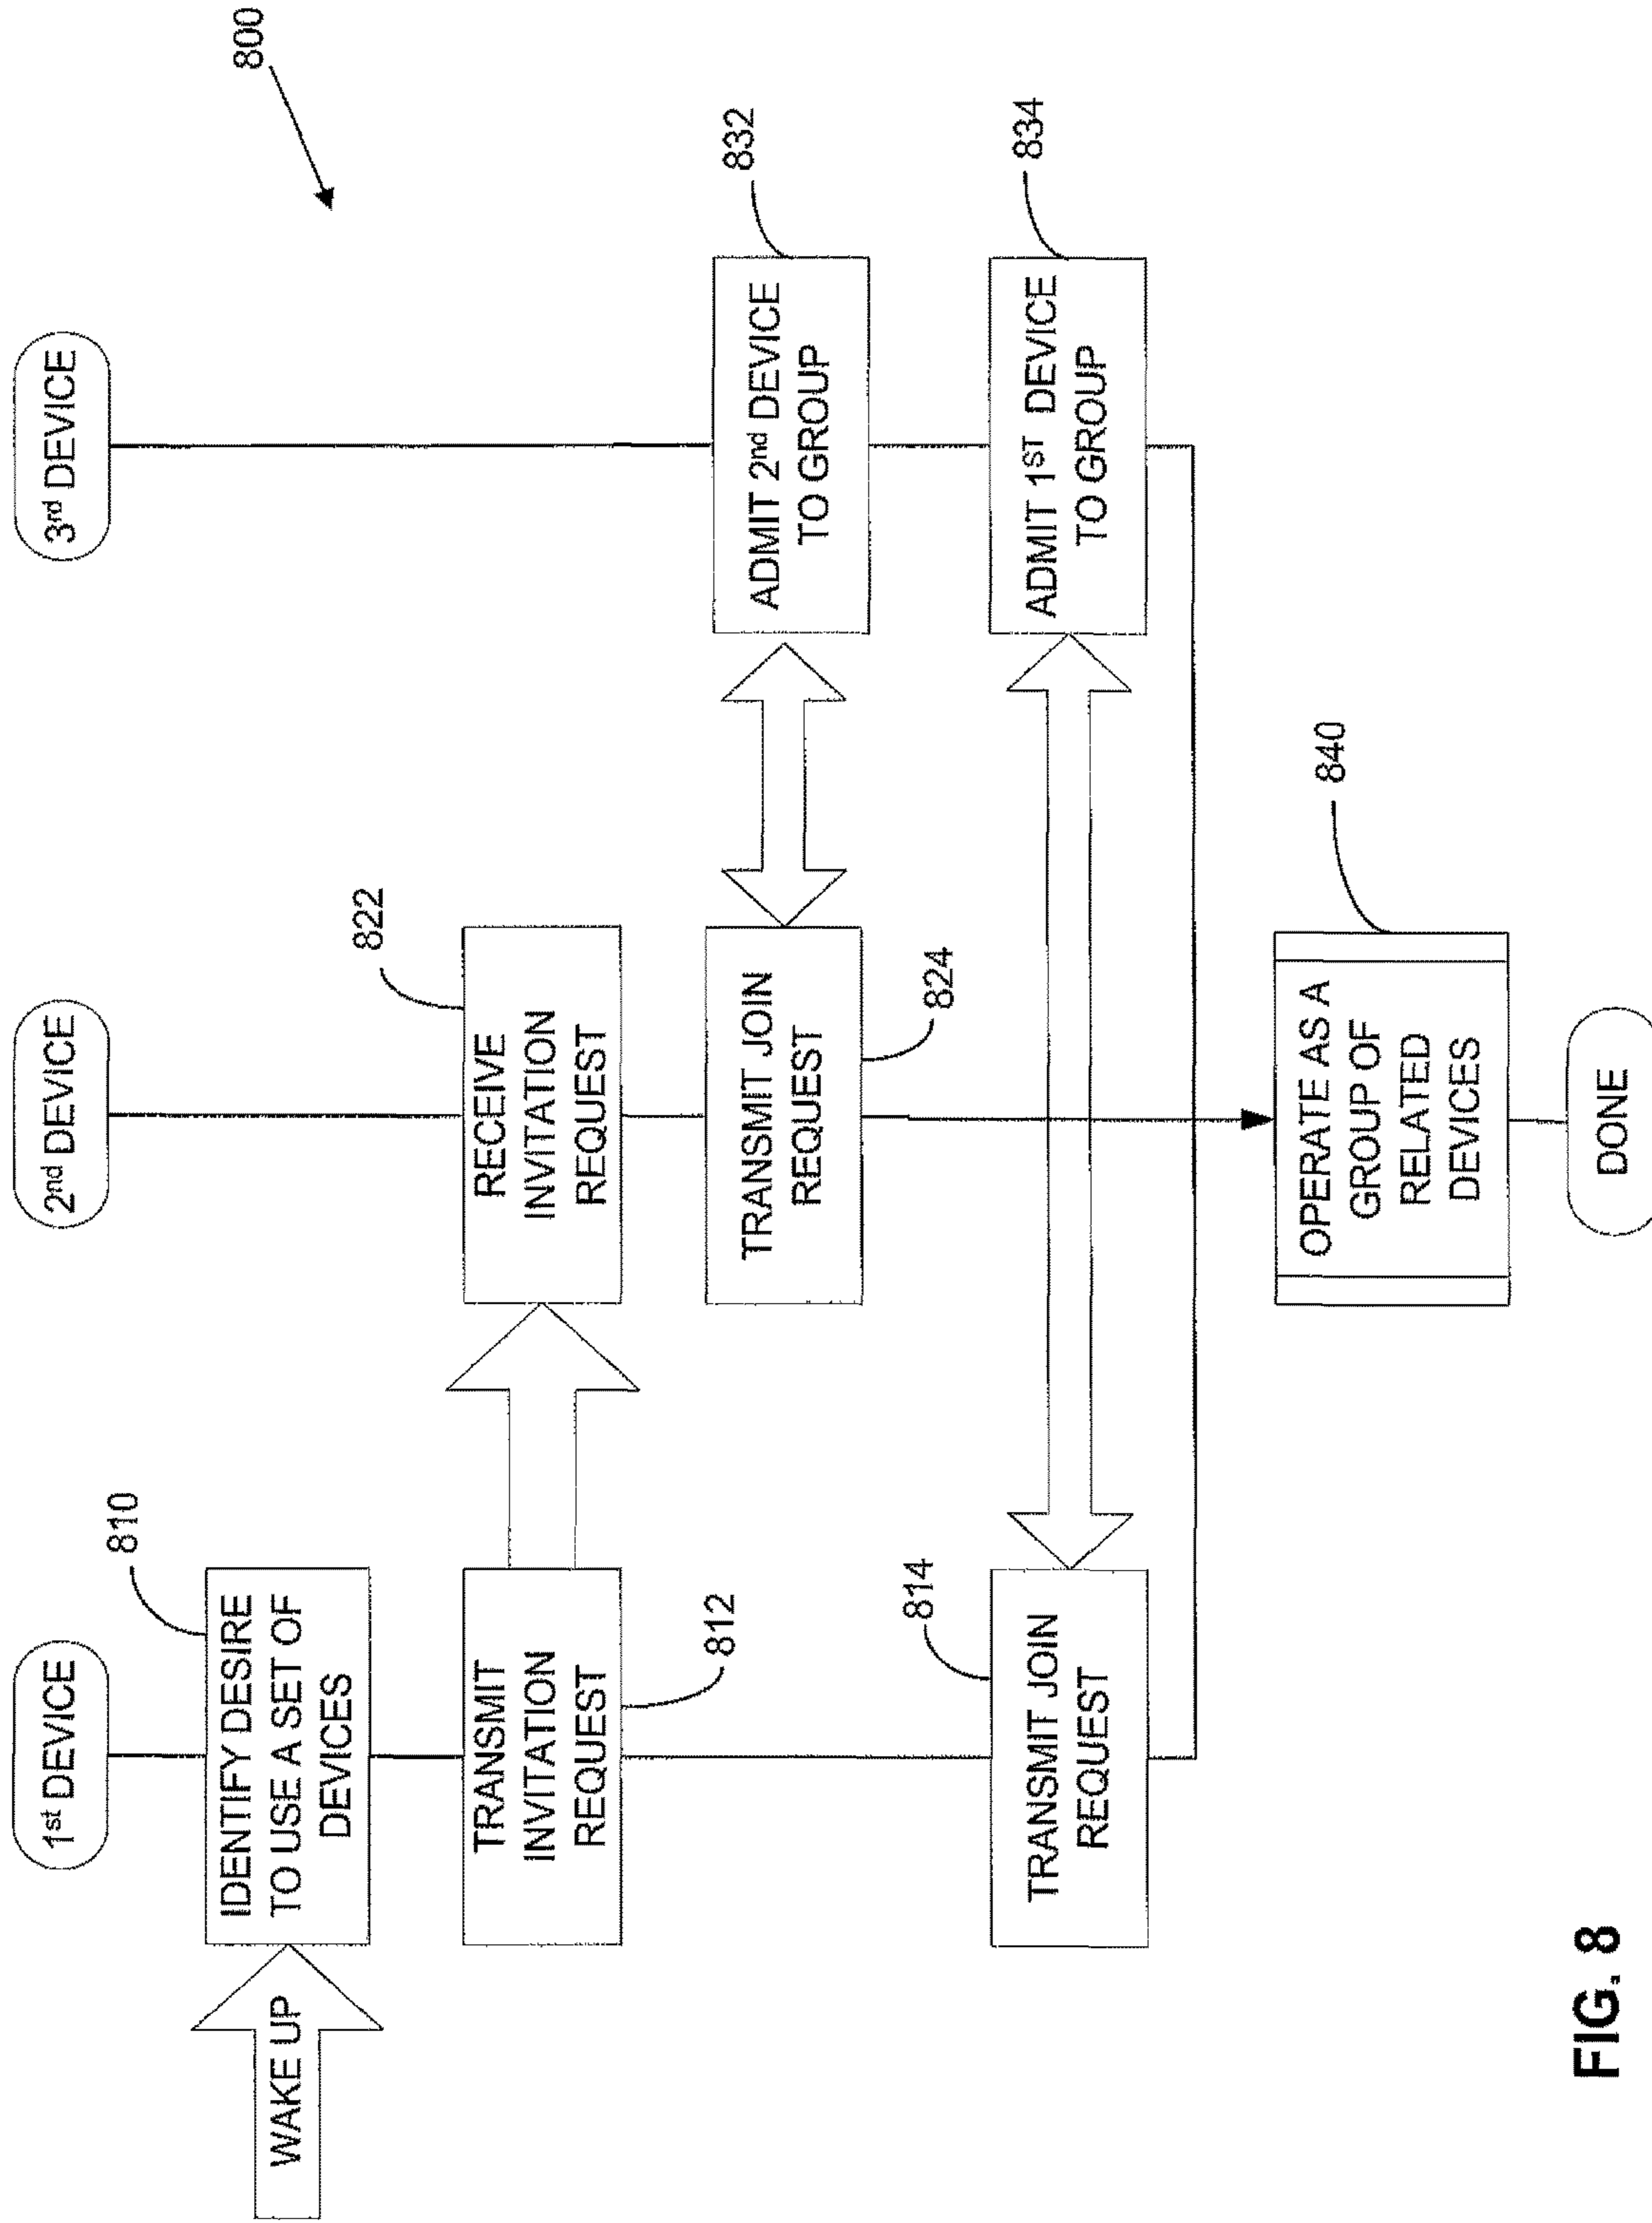 800
1st DEVICE
2nd DEVICE
3rd DEVICE
WAKE UP
810
IDENTIFY DESIRE
TO USE A SET OF
DEVICES
TRANSMIT
INVITATION
REQUEST
812
822
RECEIVE
INVITATION
REQUEST
TRANSMIT JOIN
REQUEST
824
832
ADMIT 2nd DEVICE
TO GROUP
814
TRANSMIT JOIN
REQUEST
834
ADMIT 1ST DEVICE
TO GROUP
840
OPERATE AS A
GROUP OF
RELATED
DEVICES
DONE
FIG. 8